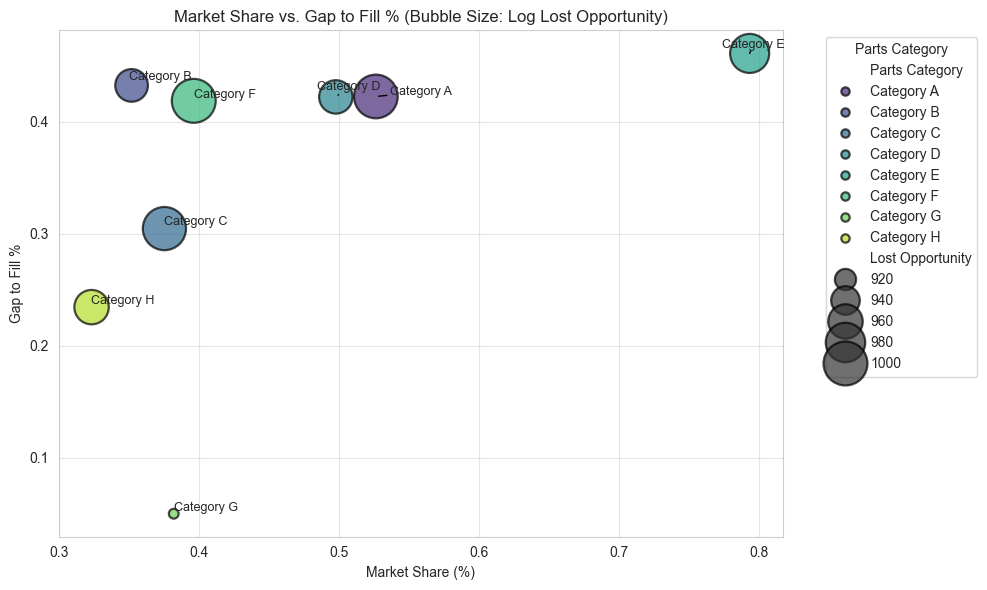 Market Share vs. Gap to Fill % (Bubble Size: Log Lost Opportunity)
Gap to Fill %
0.4
0.3
0.2
0.1
Category E
Category B
Category D
Category A
Category F
Category C
Category H
Category G
0.3
0.4
0.5
0.6
0.7
0.8
Market Share (%)
Parts Category
Parts Category
Category A
Category B
Category C
Category D
Category E
Category F
Category G
Category H
Lost Opportunity
920
940
960
980
1000